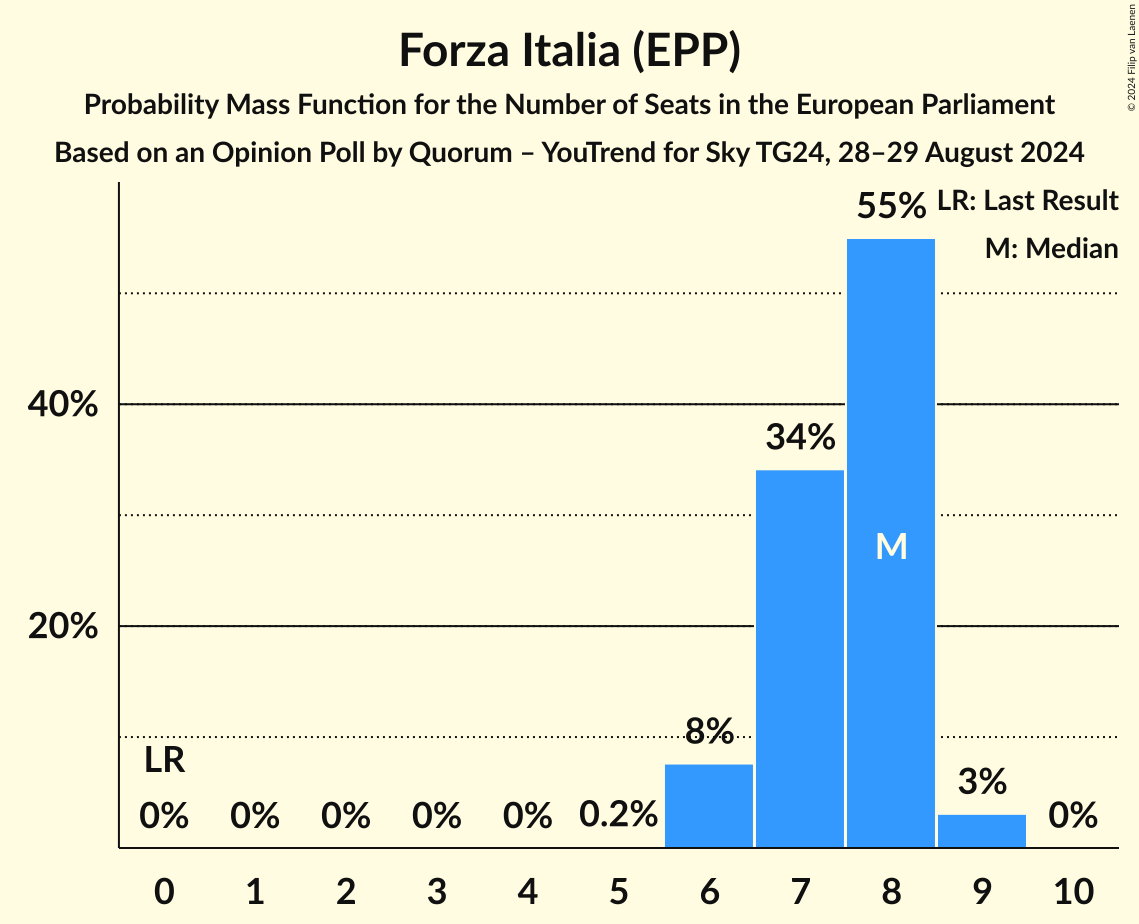 Forza Italia (EPP)
Probability Mass Function for the Number of Seats in the European Parliament
Based on an Opinion Poll by Quorum – YouTrend for Sky TG24, 28–29 August 2024
© 2024 Filip van Laenen
LR: Last Result
M: Median
55%
40%
34%
M
20%
8%
LR
3%
0% 0% 0% 0% 0% 0.2% 0%
0 1 2 3 4 5 6 7 8 9 10